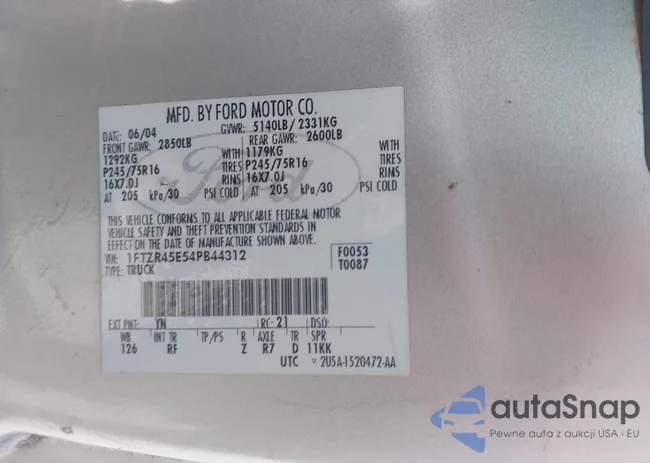 MFD. BY FORD MOTOR CO.
DATE: 06/04 GVWR: 5140LB/ 2331KG
FRONT GAWR: 2850LB REAR GAWR: 2600LB
1292KG WITH 1179KG WITH
P245/75R16 TIRES P245/75R16 TIRES
16X7.0J RIMS 16X7.0J RIMS
AT 205 kPa/30 PSI COLD AT 205 kPa/30 PSI COLD
Ford
THIS VEHICLE CONFORMS TO ALL APPLICABLE FEDERAL MOTOR
VEHICLE SAFETY AND THEFT PREVENTION STANDARDS IN
EFFECT ON THE DATE OF MANUFACTURE SHOWN ABOVE.
VIN: 1FTZR45E54PB44312 F0053
TYPE: TRUCK T0087
EXT PNT: YN RC: 21 DSO:
WB INT TR TP/PS R AXLE TR SPR
126 RF Z R7 D 11KK
UTC ▽ 2U5A-1520472-AA
autaSnap
Pewne auta z aukcji USA i EU